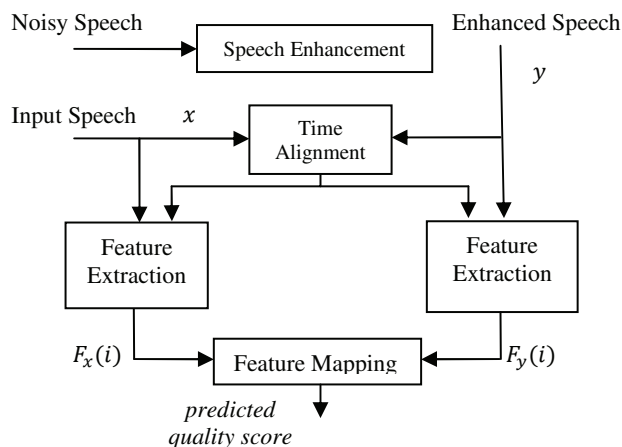 Noisy Speech
Enhanced Speech
Speech Enhancement
y
Input Speech
x
Time
Alignment
Feature
Extraction
Feature
Extraction
F_x(i)
Feature Mapping
F_y(i)
predicted
quality score